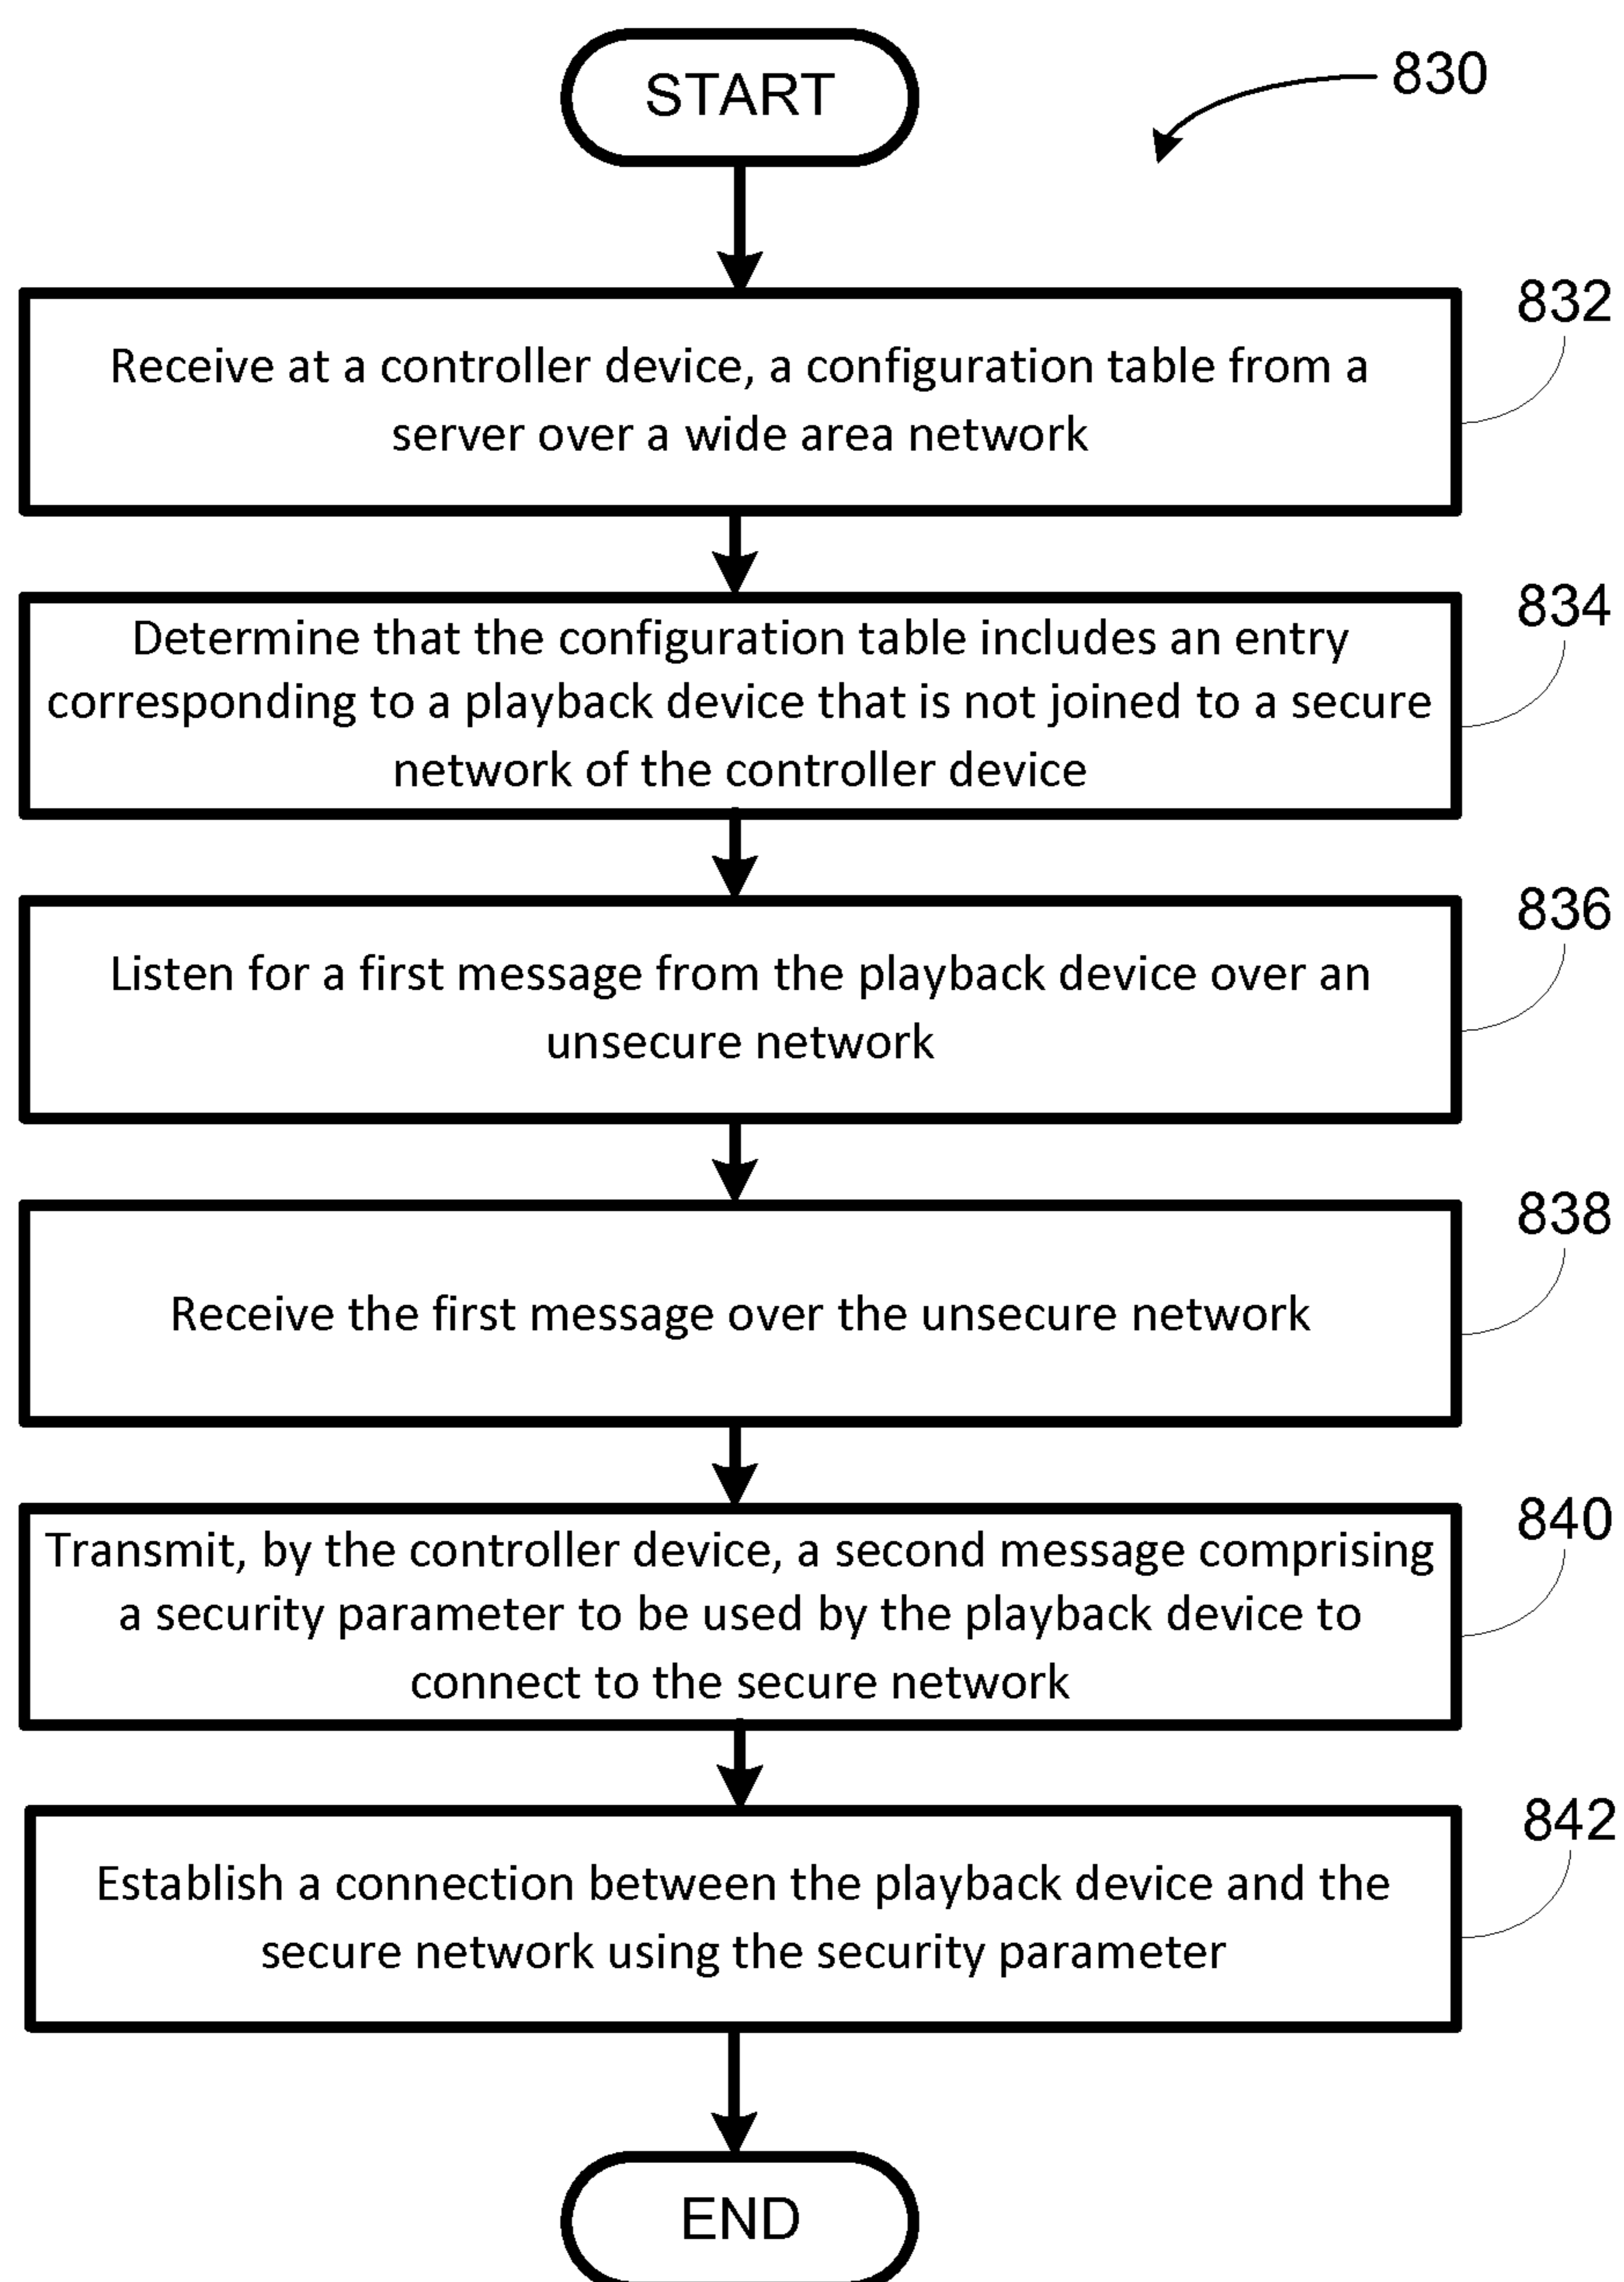 START
830
832
Receive at a controller device, a configuration table from a
server over a wide area network
834
Determine that the configuration table includes an entry
corresponding to a playback device that is not joined to a secure
network of the controller device
836
Listen for a first message from the playback device over an
unsecure network
838
Receive the first message over the unsecure network
840
Transmit, by the controller device, a second message comprising
a security parameter to be used by the playback device to
connect to the secure network
842
Establish a connection between the playback device and the
secure network using the security parameter
END